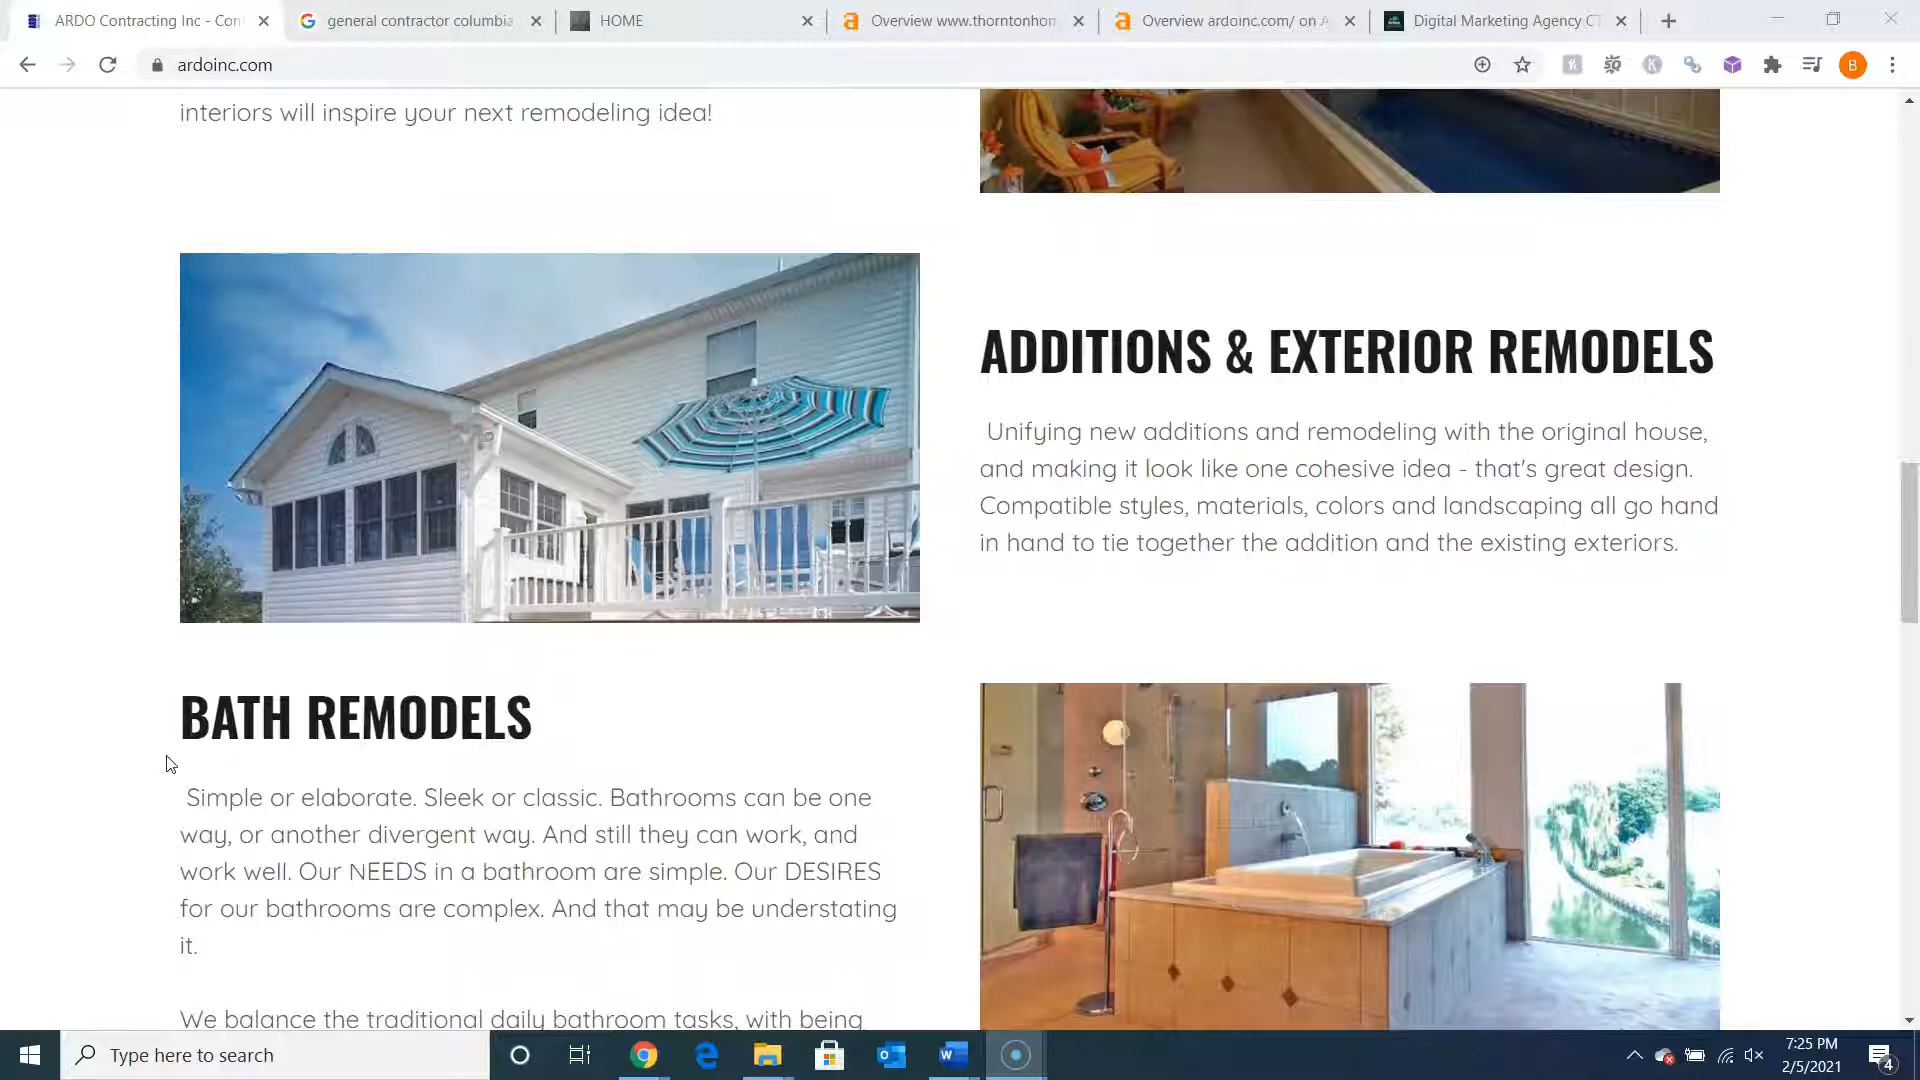 ARDO Contracting Inc - Con
general contractor columbia
HOME
Overview www.thorntonhom
Overview ardoinc.com/ on A
Digital Marketing Agency CT
ardoinc.com
B
interiors will inspire your next remodeling idea!
ADDITIONS & EXTERIOR REMODELS
Unifying new additions and remodeling with the original house,
and making it look like one cohesive idea - that's great design.
Compatible styles, materials, colors and landscaping all go hand
in hand to tie together the addition and the existing exteriors.
BATH REMODELS
Simple or elaborate. Sleek or classic. Bathrooms can be one
way, or another divergent way. And still they can work, and
work well. Our NEEDS in a bathroom are simple. Our DESIRES
for our bathrooms are complex. And that may be understating
it.
We balance the traditional daily bathroom tasks, with being
Type here to search
7:25 PM
2/5/2021
4